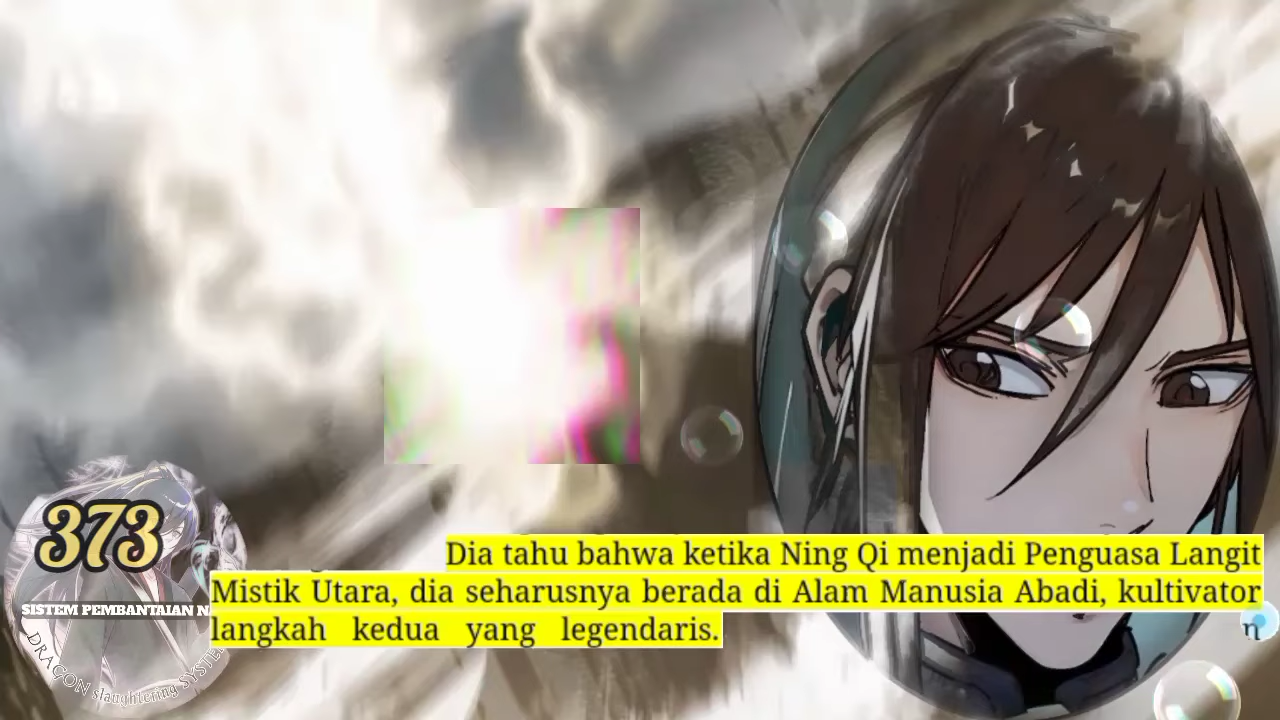 373
SISTEM PEMBANTAIAN N
DRAGON slaughtering SYSTE
Dia tahu bahwa ketika Ning Qi menjadi Penguasa Langit
Mistik Utara, dia seharusnya berada di Alam Manusia Abadi, kultivator
langkah kedua yang legendaris.
n